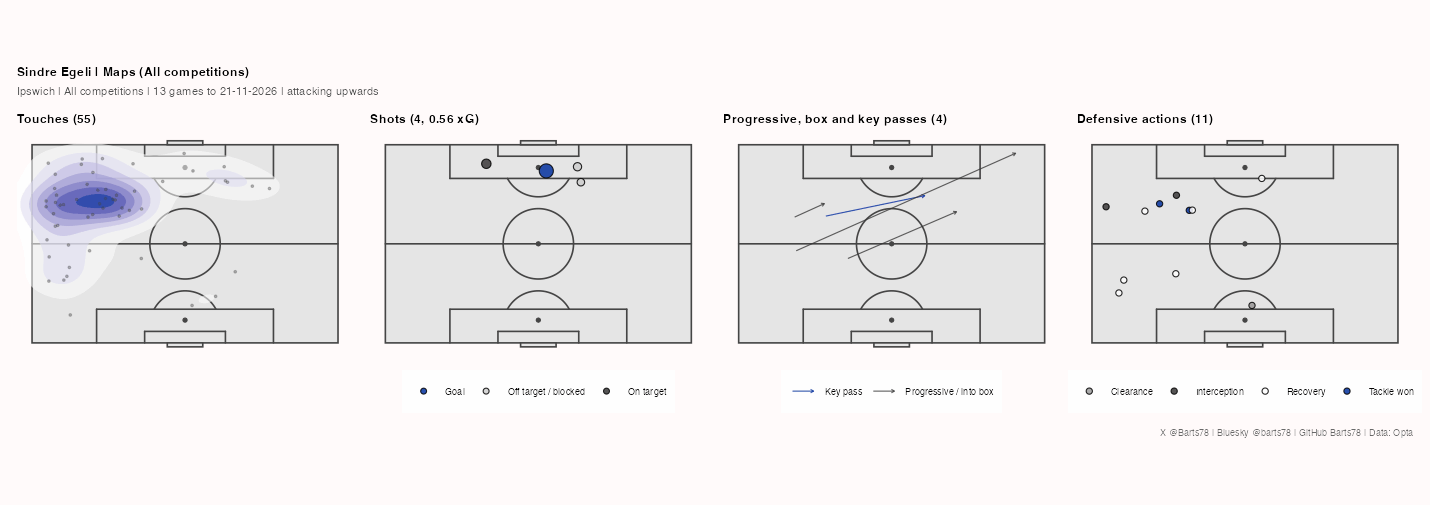 Sindre Egeli | Maps (All competitions)
Ipswich | All competitions | 13 games to 21-11-2026 | attacking upwards
Touches (55)
Shots (4, 0.56 xG)
Progressive, box and key passes (4)
Defensive actions (11)
Goal
Off target / blocked
On target
Key pass
Progressive / Into box
Clearance
Interception
Recovery
Tackle won
X @Barts78 | Bluesky @barts78 | GitHub Barts78 | Data: Opta